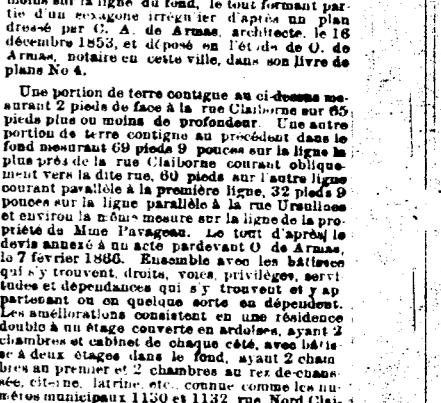 moins sur la ligne du fond, le tout formant par-
tie d'un sexagone irrégulier d'après un plan
dressé par C. A. de Armas, architecte, le 16
décembre 1853, et déposé en l'étude de O. de
Armas, notaire en cette ville, dans son livre de
plans No 4.
Une portion de terre contigue au ci-dessus me-
surant 2 pieds de face à la rue Claiborne sur 65
pieds plus ou moins de profondeur. Une autre
portion de terre contigne au précédent dans le
fond mesurant 69 pieds 9 pouces sur la ligne la
plus près de la rue Claiborne courant oblique-
ment vers la dite rue, 60 pieds sur l'autre ligne
courant pavallèle à la première ligne, 32 pieds 9
pouces sur la ligne parallèle à la rue Ursulines
et environ la même mesure sur la ligne de la pro-
priété de Mme Pavageau. Le tout d'après le
devis annexé à un acte pardevant O de Armas,
le 7 février 1866. Ensemble avec les bâtisses
qui s'y trouvent, droits, voies, privilèges, servi
tudes et dépendances qui s'y trouvent et y ap
partenant ou en quelque sorte en dépendent.
Les améliorations consistent en une résidence
double à un étage couverte en ardoises, ayant 2
chambres et cabinet de chaque côté, avec bâtis-
se à deux étages dans le fond, ayant 2 cham
bres au premier et 2 chambres au rez de-chaus-
sée, citerne, latrine, etc., connue comme les nu-
méros municipaux 1130 et 1132 rue Nord Clai-